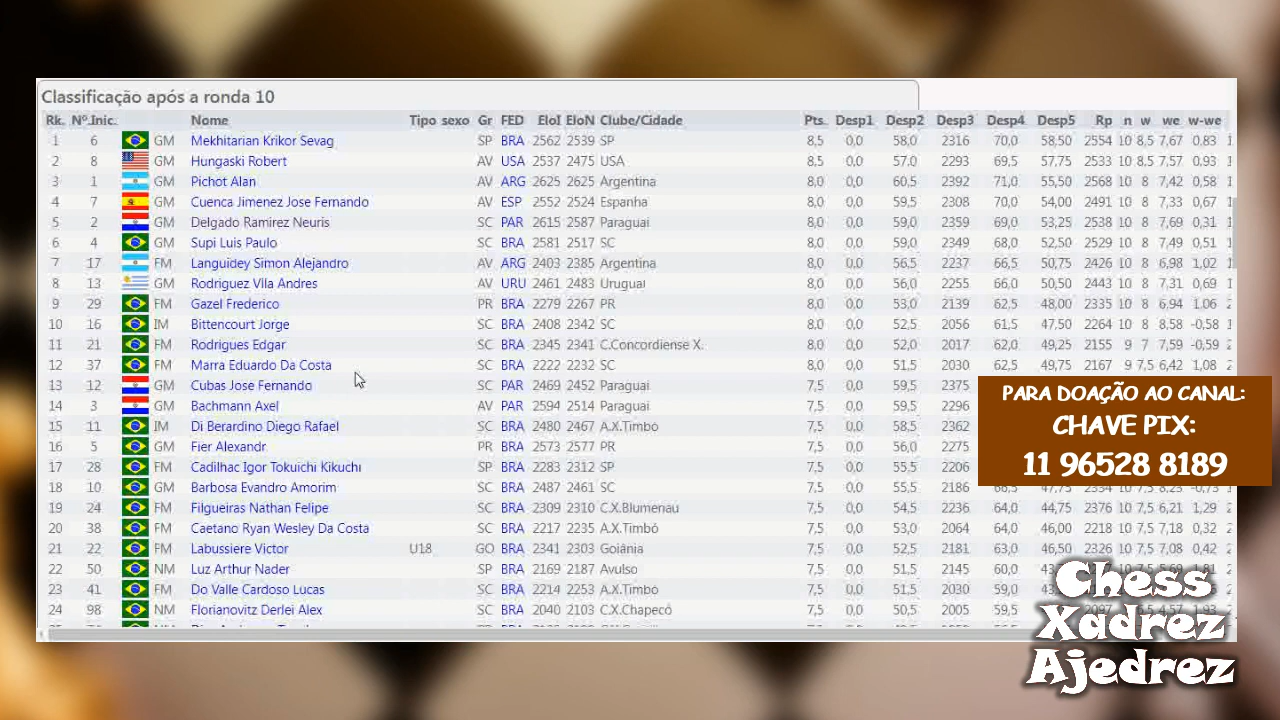 Classificação após a ronda 10
Rk. Nº.Inic. Nome Tipo sexo Gr FED EloI EloN Clube/Cidade Pts. Desp1 Desp2 Desp3 Desp4 Desp5 Rp n w we w-we
1 6 GM Mekhitarian Krikor Sevag SP BRA 2562 2539 SP 8,5 0,0 58,0 2316 70,0 58,50 2554 10 8,5 7,67 0,83
2 8 GM Hungaski Robert AV USA 2537 2475 USA 8,5 0,0 57,0 2293 69,5 57,75 2533 10 8,5 7,57 0,93
3 1 GM Pichot Alan AV ARG 2625 2625 Argentina 8,0 0,0 60,5 2392 71,0 55,50 2568 10 8 7,42 0,58
4 7 GM Cuenca Jimenez Jose Fernando AV ESP 2552 2524 Espanha 8,0 0,0 59,5 2308 70,0 54,00 2491 10 8 7,33 0,67
5 2 GM Delgado Ramirez Neuris SC PAR 2615 2587 Paraguai 8,0 0,0 59,0 2359 69,0 53,25 2538 10 8 7,69 0,31
6 4 GM Supi Luis Paulo SC BRA 2581 2517 SC 8,0 0,0 59,0 2349 68,0 52,50 2529 10 8 7,49 0,51
7 17 FM Languidey Simon Alejandro AV ARG 2403 2385 Argentina 8,0 0,0 56,5 2237 66,5 50,75 2426 10 8 6,98 1,02
8 13 GM Rodriguez Vila Andres AV URU 2461 2483 Uruguai 8,0 0,0 56,0 2255 66,0 50,50 2443 10 8 7,31 0,69
9 29 FM Gazel Frederico PR BRA 2279 2267 PR 8,0 0,0 53,0 2139 62,5 48,00 2335 10 8 6,94 1,06
10 16 IM Bittencourt Jorge SC BRA 2408 2342 SC 8,0 0,0 52,5 2056 61,5 47,50 2264 10 8 8,58 -0,58
11 21 FM Rodrigues Edgar SC BRA 2345 2341 C.Concordiense X. 8,0 0,0 52,0 2017 62,0 49,25 2155 9 7 7,59 -0,59
12 37 FM Marra Eduardo Da Costa SC BRA 2222 2232 SC 8,0 0,0 51,5 2030 60,5 49,75 2167 9 7,5 6,42 1,08
13 12 GM Cubas Jose Fernando SC PAR 2469 2452 Paraguai 7,5 0,0 59,5 2375
14 3 GM Bachmann Axel AV PAR 2594 2514 Paraguai 7,5 0,0 59,5 2296
15 11 IM Di Berardino Diego Rafael SC BRA 2480 2467 A.X.Timbó 7,5 0,0 58,5 2362
16 5 GM Fier Alexandr. PR BRA 2573 2577 PR 7,5 0,0 56,0 2275
17 28 FM Cadilhac Igor Tokuichi Kikuchi SP BRA 2283 2312 SP 7,5 0,0 55,5 2206
18 10 GM Barbosa Evandro Amorim SC BRA 2487 2461 SC 7,5 0,0 55,5 2186
19 24 FM Filgueiras Nathan Felipe SC BRA 2309 2310 C.X.Blumenau 7,5 0,0 54,5 2236 64,0 44,75 2376 10 7,5 6,21 1,29
20 38 FM Caetano Ryan Wesley Da Costa SC BRA 2217 2235 A.X.Timbó 7,5 0,0 53,0 2064 64,0 46,00 2218 10 7,5 7,18 0,32
21 22 FM Labussiere Victor U18 GO BRA 2341 2303 Goiânia 7,5 0,0 52,5 2181 63,0 46,50 2326 10 7,5 7,08 0,42
22 50 NM Luz Arthur Nader SP BRA 2169 2187 Avulso 7,5 0,0 51,5 2145 60,0
23 41 FM Do Valle Cardoso Lucas SC BRA 2214 2253 A.X.Timbó 7,5 0,0 51,5 2030 59,0
24 98 NM Florianovitz Derlei Alex SC BRA 2040 2103 C.X.Chapecó 7,5 0,0 50,5 2005 59,5
PARA DOAÇÃO AO CANAL:
CHAVE PIX:
11 96528 8189
Chess
Xadrez
Ajedrez